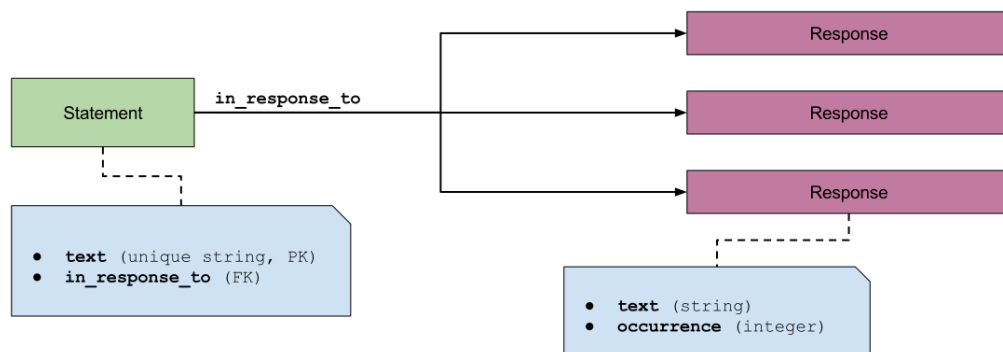 Response
Statement
in_response_to
Response
Response
● text (unique string, PK)
● in_response_to (FK)
● text (string)
● occurrence (integer)